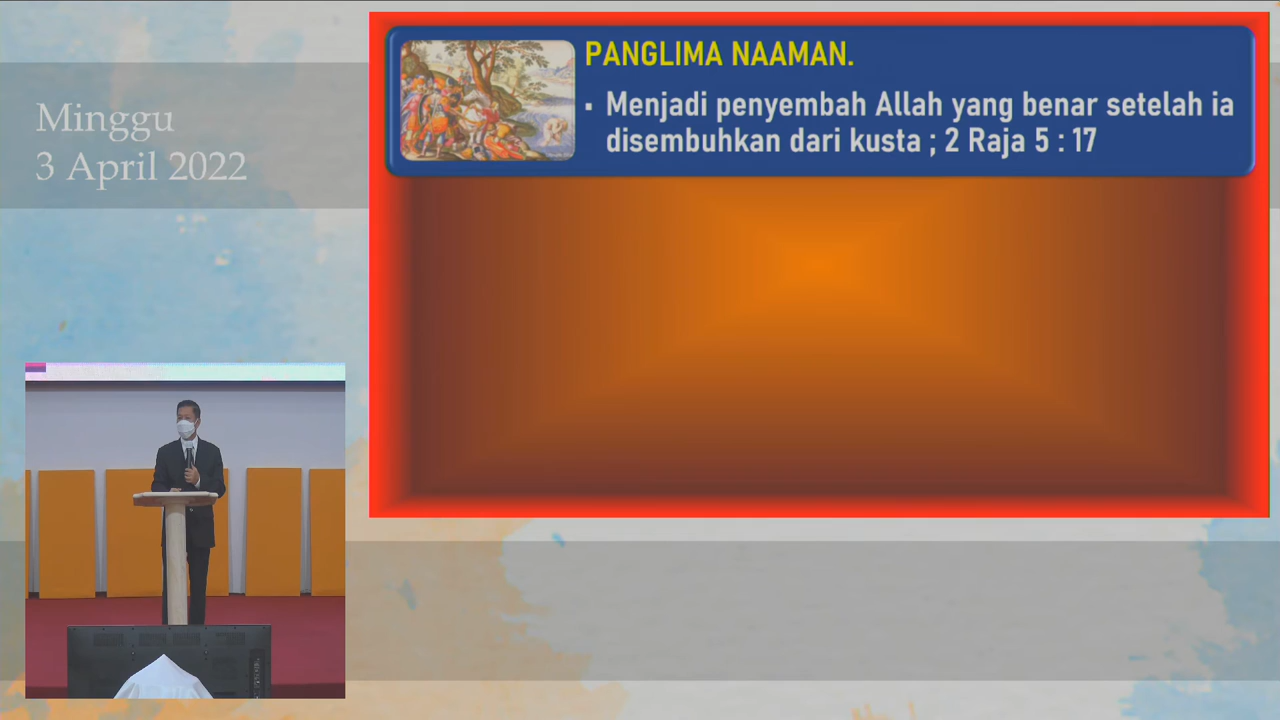 Minggu
3 April 2022
PANGLIMA NAAMAN.
▪ Menjadi penyembah Allah yang benar setelah ia
disembuhkan dari kusta ; 2 Raja 5 : 17